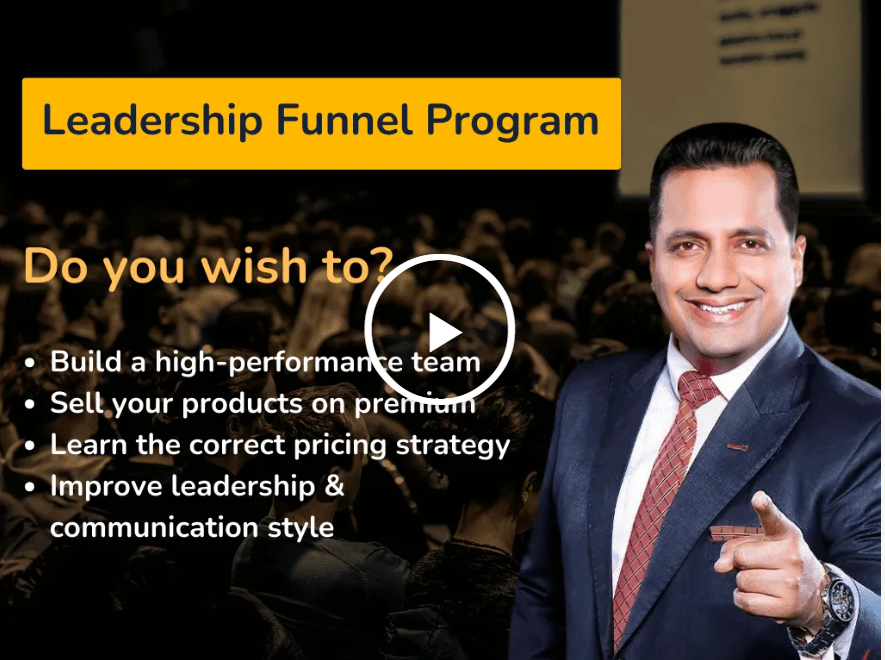 Leadership Funnel Program
Do you wish to?
• Build a high-performance team
• Sell your products on premium
• Learn the correct pricing strategy
• Improve leadership &
communication style